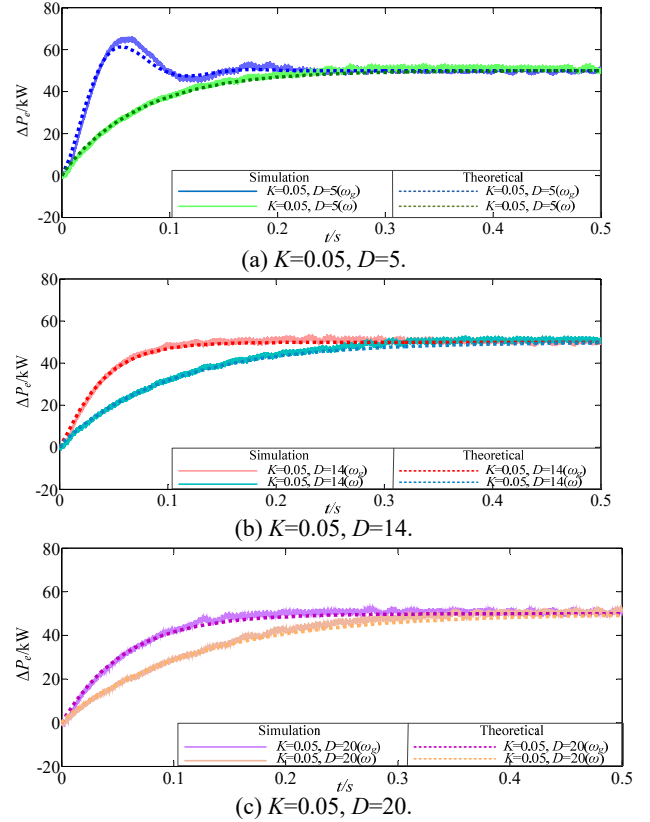 80
60
40
20
0
-20
ΔPe/kW
Simulation Theoretical
K=0.05, D=5(ωg) K=0.05, D=5(ωg)
K=0.05, D=5(ω) K=0.05, D=5(ω)
0 0.1 0.2 0.3 0.4 0.5
t/s
(a) K=0.05, D=5.
80
60
40
20
0
-20
ΔPe/kW
Simulation Theoretical
K=0.05, D=14(ωg) K=0.05, D=14(ωg)
K=0.05, D=14(ω) K=0.05, D=14(ω)
0 0.1 0.2 0.3 0.4 0.5
t/s
(b) K=0.05, D=14.
80
60
40
20
0
-20
ΔPe/kW
Simulation Theoretical
K=0.05, D=20(ωg) K=0.05, D=20(ωg)
K=0.05, D=20(ω) K=0.05, D=20(ω)
0 0.1 0.2 0.3 0.4 0.5
t/s
(c) K=0.05, D=20.